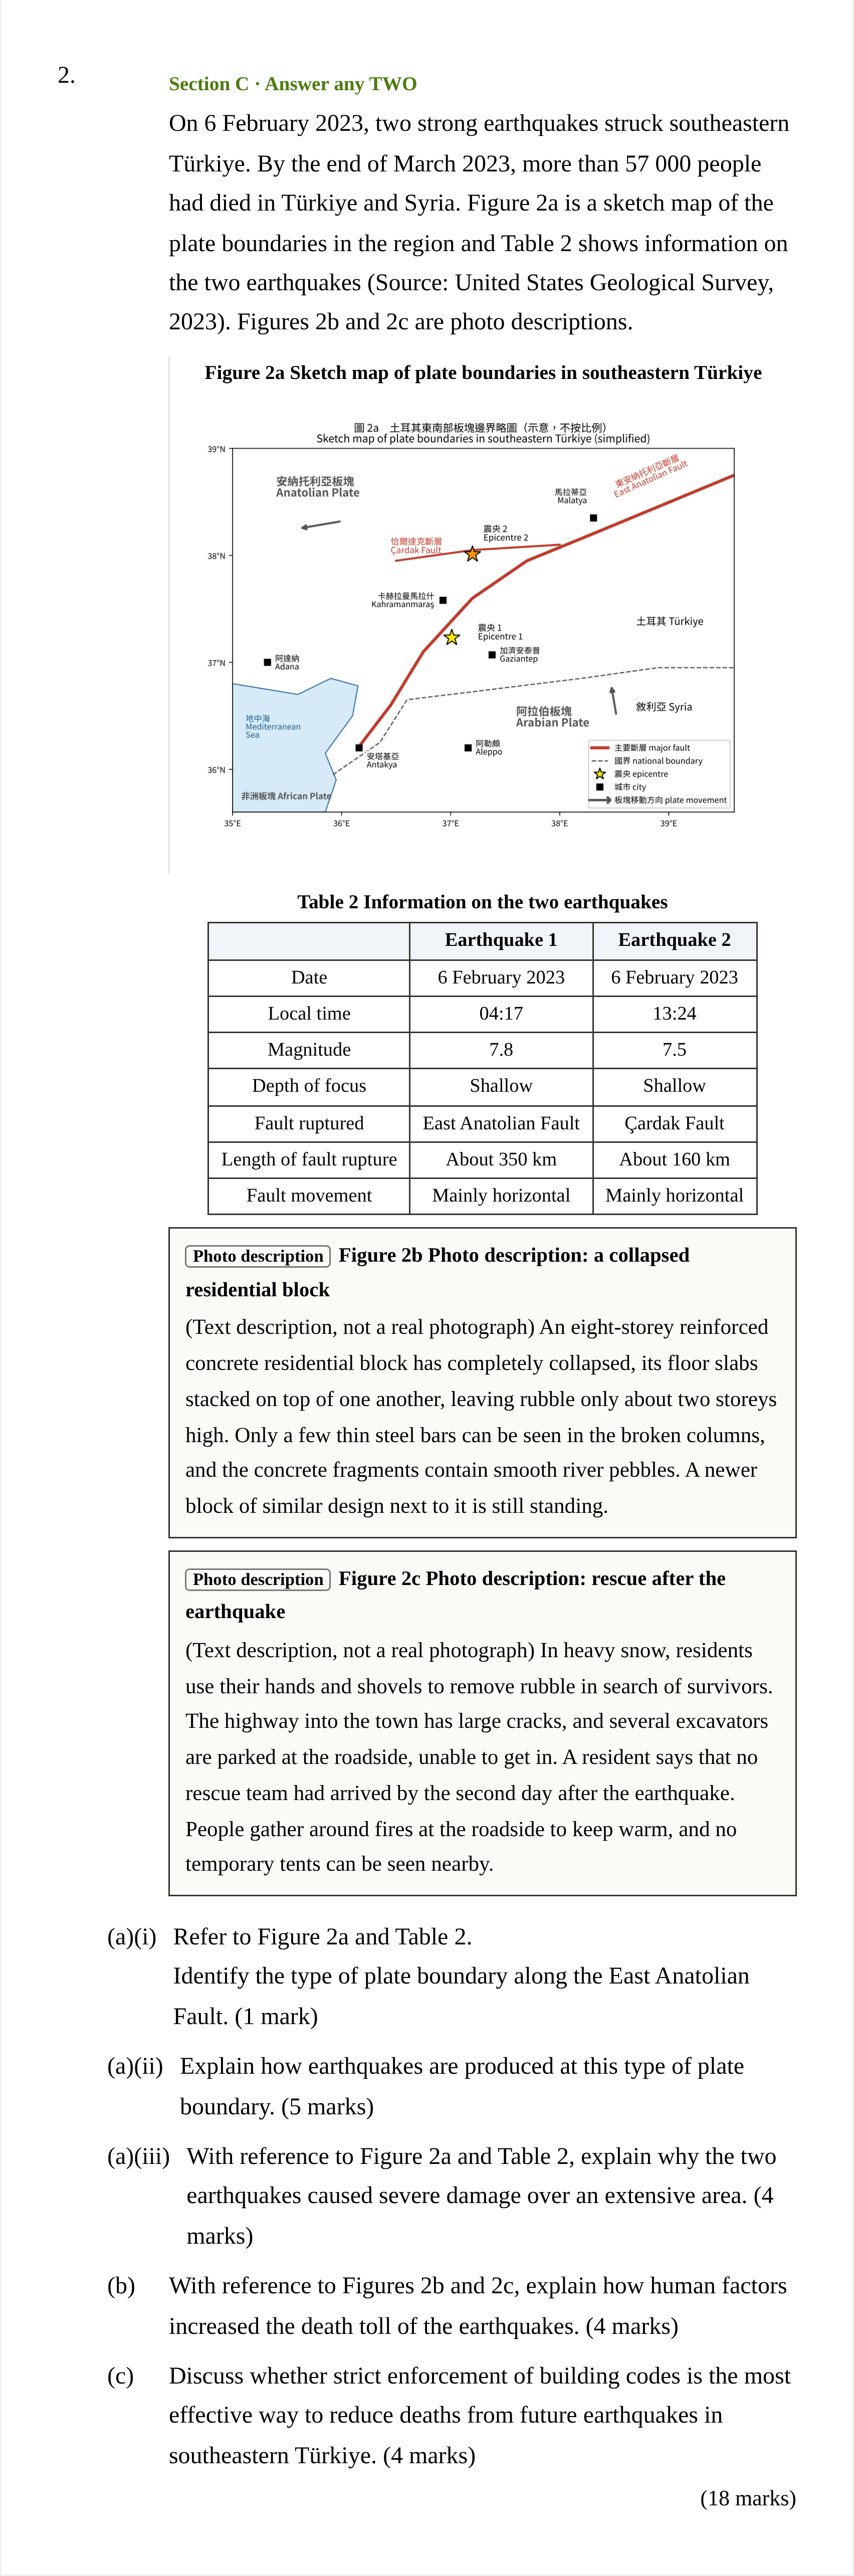 2.
Section C · Answer any TWO
On 6 February 2023, two strong earthquakes struck southeastern
Türkiye. By the end of March 2023, more than 57 000 people
had died in Türkiye and Syria. Figure 2a is a sketch map of the
plate boundaries in the region and Table 2 shows information on
the two earthquakes (Source: United States Geological Survey,
2023). Figures 2b and 2c are photo descriptions.
Figure 2a Sketch map of plate boundaries in southeastern Türkiye
圖 2a 土耳其東南部板塊邊界略圖（示意，不按比例）
Sketch map of plate boundaries in southeastern Türkiye (simplified)
39°N
38°N
37°N
36°N
35°E
36°E
37°E
38°E
39°E
安納托利亞板塊
Anatolian Plate
東安納托利亞斷層
East Anatolian Fault
馬拉蒂亞
Malatya
震央 2
Epicentre 2
恰爾達克斷層
Çardak Fault
卡赫拉曼馬拉什
Kahramanmaraş
震央 1
Epicentre 1
加濟安泰普
Gaziantep
土耳其 Türkiye
阿達納
Adana
地中海
Mediterranean
Sea
阿拉伯板塊
Arabian Plate
敘利亞 Syria
阿勒頗
Aleppo
安塔基亞
Antakya
非洲板塊 African Plate
主要斷層 major fault
國界 national boundary
震央 epicentre
城市 city
板塊移動方向 plate movement
Table 2 Information on the two earthquakes
Earthquake 1 Earthquake 2
Date 6 February 2023 6 February 2023
Local time 04:17 13:24
Magnitude 7.8 7.5
Depth of focus Shallow Shallow
Fault ruptured East Anatolian Fault Çardak Fault
Length of fault rupture About 350 km About 160 km
Fault movement Mainly horizontal Mainly horizontal
Photo description Figure 2b Photo description: a collapsed
residential block
(Text description, not a real photograph) An eight-storey reinforced
concrete residential block has completely collapsed, its floor slabs
stacked on top of one another, leaving rubble only about two storeys
high. Only a few thin steel bars can be seen in the broken columns,
and the concrete fragments contain smooth river pebbles. A newer
block of similar design next to it is still standing.
Photo description Figure 2c Photo description: rescue after the
earthquake
(Text description, not a real photograph) In heavy snow, residents
use their hands and shovels to remove rubble in search of survivors.
The highway into the town has large cracks, and several excavators
are parked at the roadside, unable to get in. A resident says that no
rescue team had arrived by the second day after the earthquake.
People gather around fires at the roadside to keep warm, and no
temporary tents can be seen nearby.
(a)(i) Refer to Figure 2a and Table 2.
Identify the type of plate boundary along the East Anatolian
Fault. (1 mark)
(a)(ii) Explain how earthquakes are produced at this type of plate
boundary. (5 marks)
(a)(iii) With reference to Figure 2a and Table 2, explain why the two
earthquakes caused severe damage over an extensive area. (4
marks)
(b) With reference to Figures 2b and 2c, explain how human factors
increased the death toll of the earthquakes. (4 marks)
(c) Discuss whether strict enforcement of building codes is the most
effective way to reduce deaths from future earthquakes in
southeastern Türkiye. (4 marks)
(18 marks)